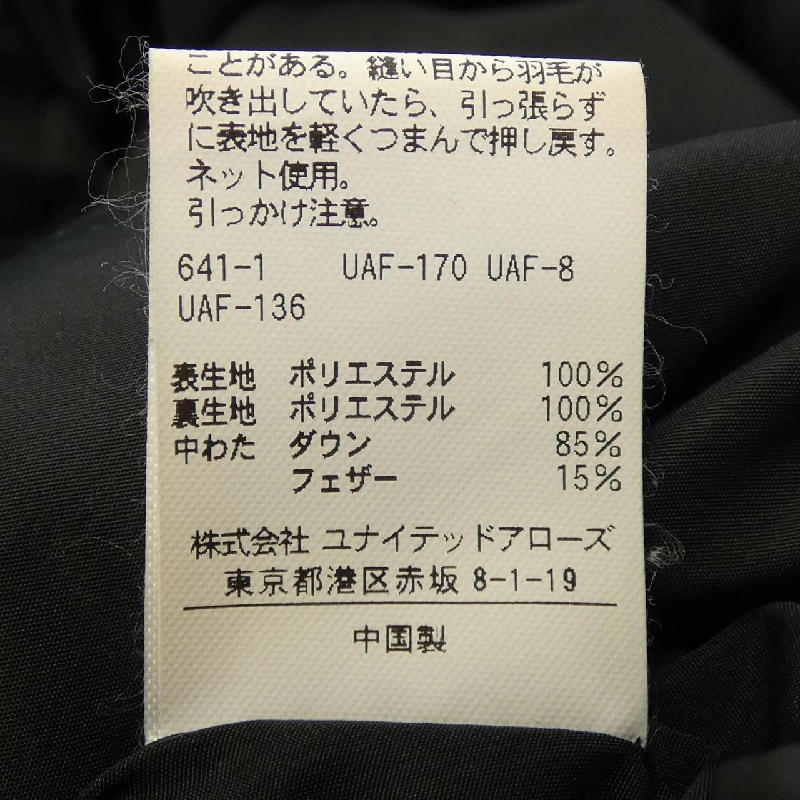 ことがある。縫い目から羽毛が
吹き出していたら、引っ張らず
に表地を軽くつまんで押し戻す。
ネット使用。
引っかけ注意。
641-1 UAF-170 UAF-8
UAF-136
表生地 ポリエステル 100%
裏生地 ポリエステル 100%
中わた ダウン 85%
フェザー 15%
株式会社 ユナイテッドアローズ
東京都港区赤坂 8-1-19
中国製